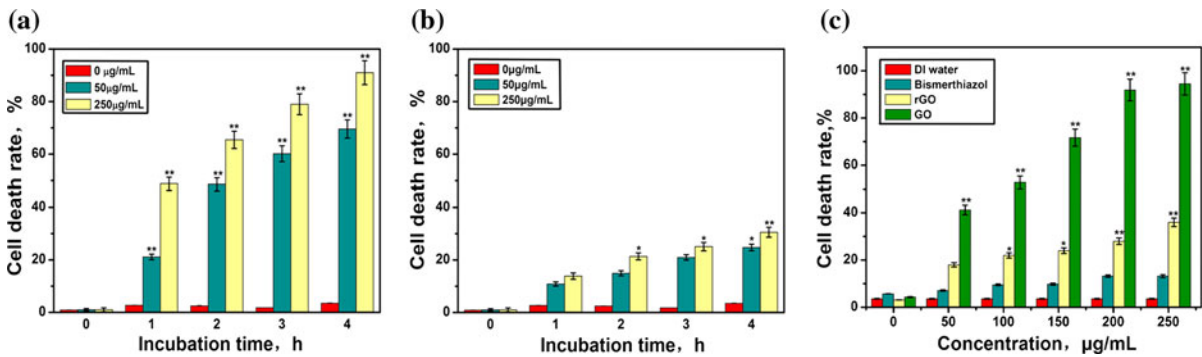 (a)
Cell death rate, %
100
80
60
40
20
0
0 µg/mL
50µg/mL
250µg/mL
**
**
**
**
**
**
**
**
0
1
2
3
4
Incubation time, h
(b)
Cell death rate, %
100
80
60
40
20
0
0µg/mL
50µg/mL
250µg/mL
*
*
*
**
0
1
2
3
4
Incubation time, h
(c)
Cell death rate,%
100
80
60
40
20
0
DI water
Bismerthiazol
rGO
GO
**
*
**
*
**
**
**
**
**
0
50
100
150
200
250
Concentration, µg/mL